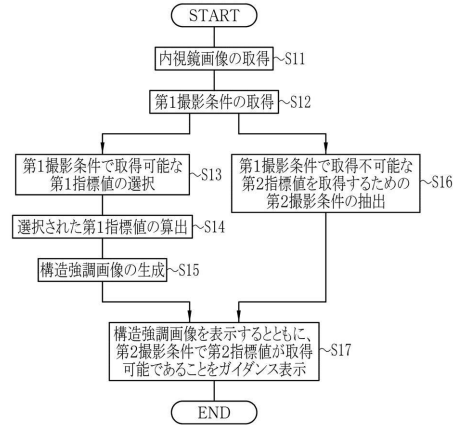 START
内視鏡画像の取得
S11
第1撮影条件の取得
S12
第1撮影条件で取得可能な
第1指標値の選択
S13
選択された第1指標値の算出
S14
構造強調画像の生成
S15
第1撮影条件で取得不可能な
第2指標値を取得するための
第2撮影条件の抽出
S16
構造強調画像を表示するとともに、
第2撮影条件で第2指標値が取得
可能であることをガイダンス表示
S17
END